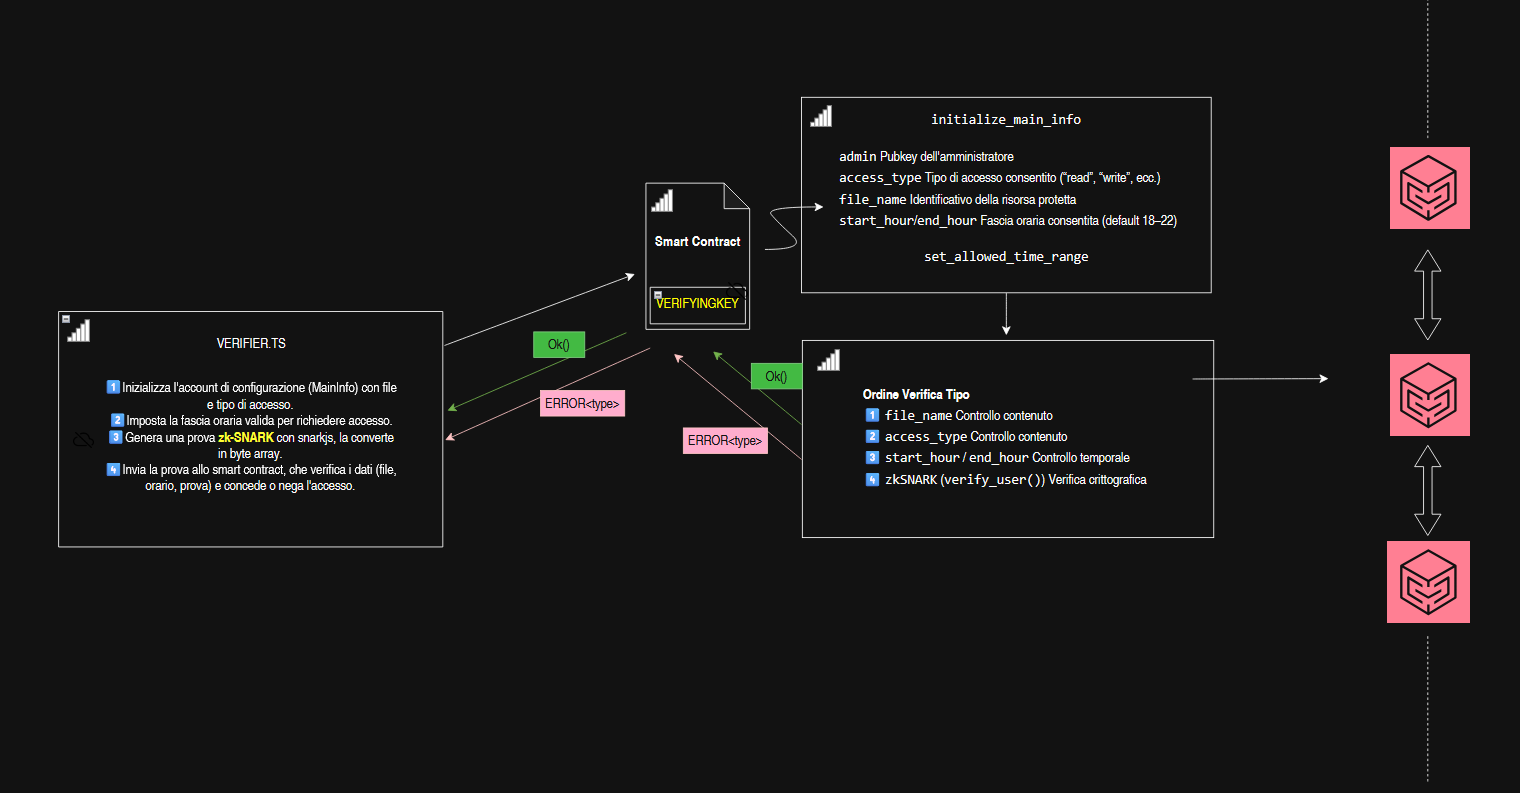 initialize_main_info
admin Pubkey dell'amministratore
access_type Tipo di accesso consentito (“read”, “write”, ecc.)
file_name Identificativo della risorsa protetta
start_hour/end_hour Fascia oraria consentita (default 18–22)
set_allowed_time_range
Smart Contract
VERIFYINGKEY
VERIFIER.TS
1 Inizializza l'account di configurazione (MainInfo) con file
e tipo di accesso.
2 Imposta la fascia oraria valida per richiedere accesso.
3 Genera una prova zk-SNARK con snarkjs, la converte
in byte array.
4 Invia la prova allo smart contract, che verifica i dati (file,
orario, prova) e concede o nega l'accesso.
Ok()
ERROR<type>
Ok()
ERROR<type>
Ordine Verifica Tipo
1 file_name Controllo contenuto
2 access_type Controllo contenuto
3 start_hour / end_hour Controllo temporale
4 zkSNARK (verify_user()) Verifica crittografica